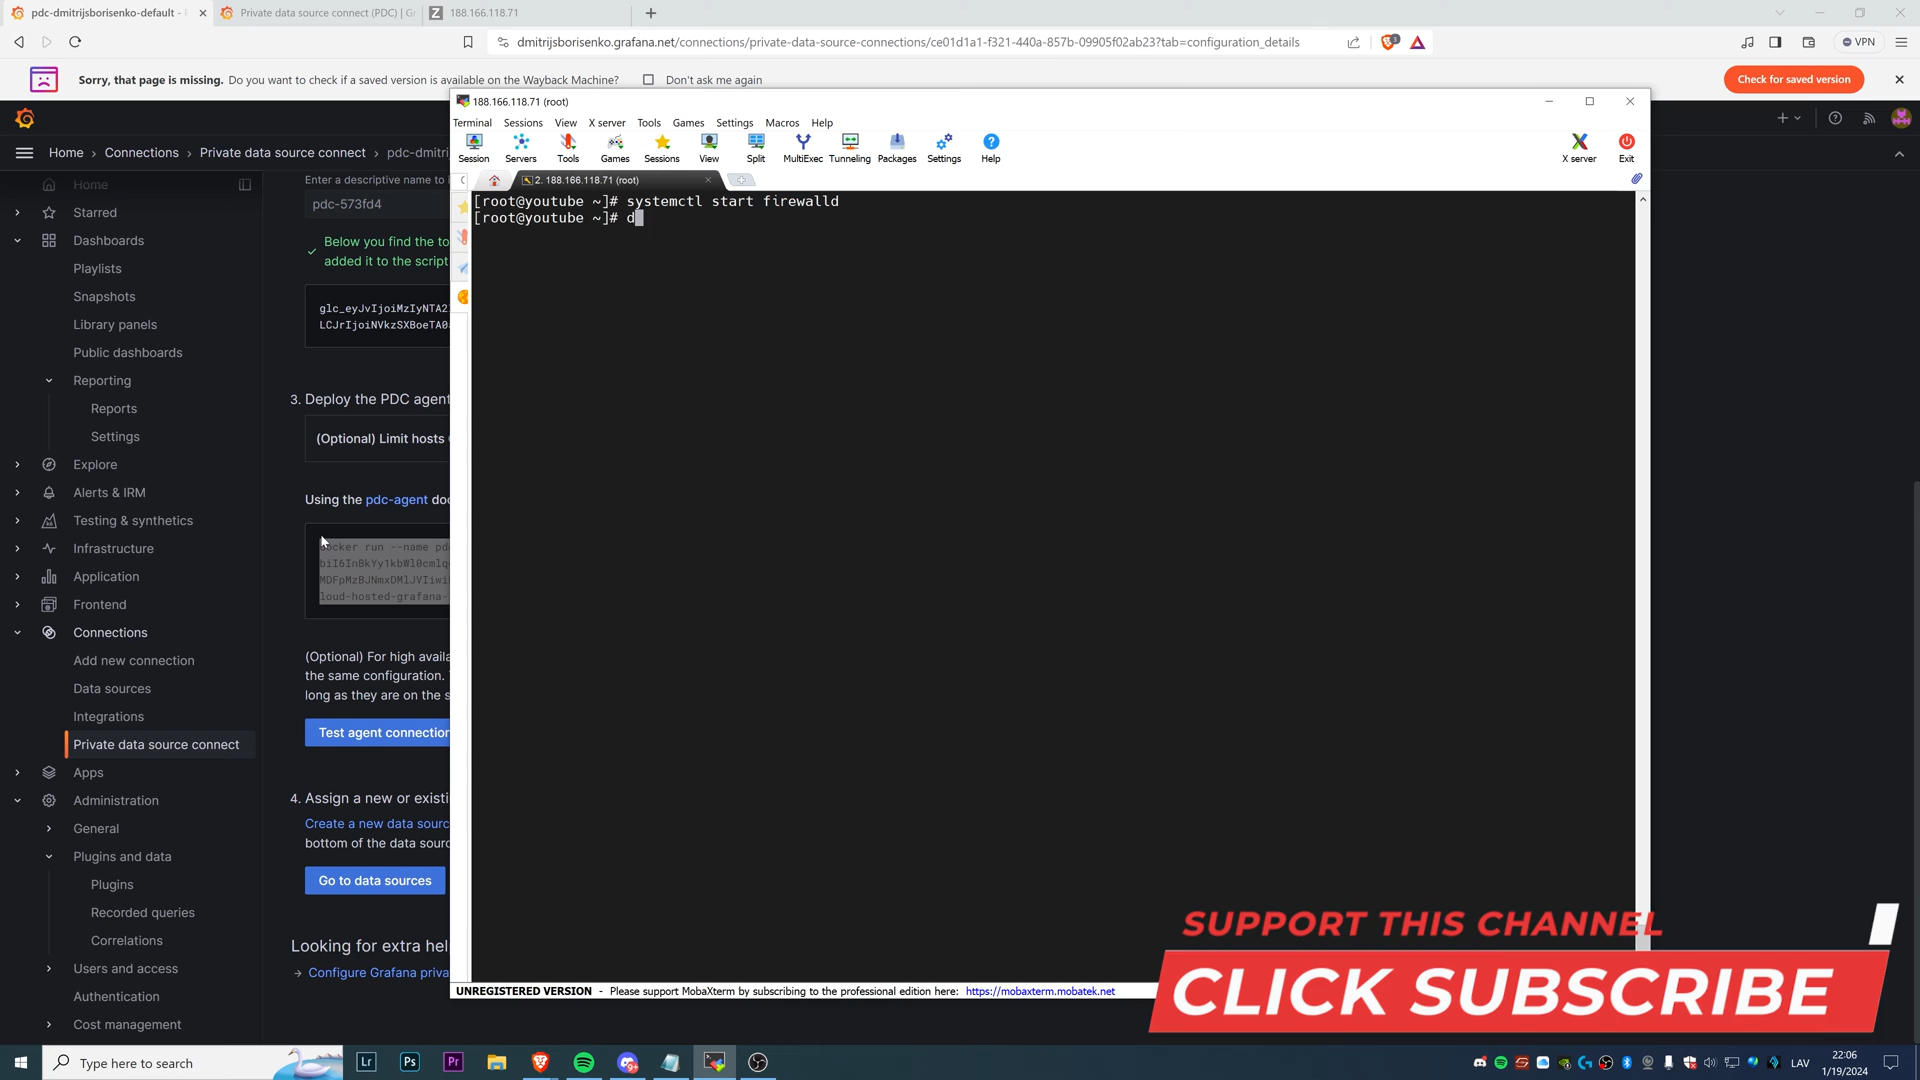 pdc-dmitrijsborisenko-default -
Private data source connect (PDC) | G
188.166.118.71
dmitrijsborisenko.grafana.net/connections/private-data-source-connections/ce01d1a1-f321-440a-857b-09905f02ab23?tab=configuration_details
VPN
Sorry, that page is missing. Do you want to check if a saved version is available on the Wayback Machine?
Don't ask me again
Check for saved version
188.166.118.71 (root)
Terminal Sessions View X server Tools Games Settings Macros Help
Session Servers Tools Games Sessions View Split MultiExec Tunneling Packages Settings Help
X server Exit
2. 188.166.118.71 (root)
[root@youtube ~]# systemctl start firewalld
[root@youtube ~]# d
Home › Connections › Private data source connect › pdc-dmitri
Home
Starred
Dashboards
Playlists
Snapshots
Library panels
Public dashboards
Reporting
Reports
Settings
Explore
Alerts & IRM
Testing & synthetics
Infrastructure
Application
Frontend
Connections
Add new connection
Data sources
Integrations
Private data source connect
Apps
Administration
General
Plugins and data
Plugins
Recorded queries
Correlations
Users and access
Authentication
Cost management
Enter a descriptive name to
pdc-573fd4
Below you find the to
added it to the script
glc_eyJvIjoiMzIyNTA2
LCJrIjoiNVkzSXBoeTA0
3. Deploy the PDC agent
(Optional) Limit hosts
Using the pdc-agent doc
docker run --name pd
biI6InBkYy1kbWl0cmlq
MDFpMzBJNmxDMlJVIiwi
loud-hosted-grafana-
(Optional) For high availa
the same configuration.
long as they are on the s
Test agent connection
4. Assign a new or existi
Create a new data sourc
bottom of the data sourc
Go to data sources
Looking for extra hel
Configure Grafana priva
UNREGISTERED VERSION - Please support MobaXterm by subscribing to the professional edition here: https://mobaxterm.mobatek.net
SUPPORT THIS CHANNEL
CLICK SUBSCRIBE
Type here to search
Lr
Ps
Pr
LAV
22:06
1/19/2024